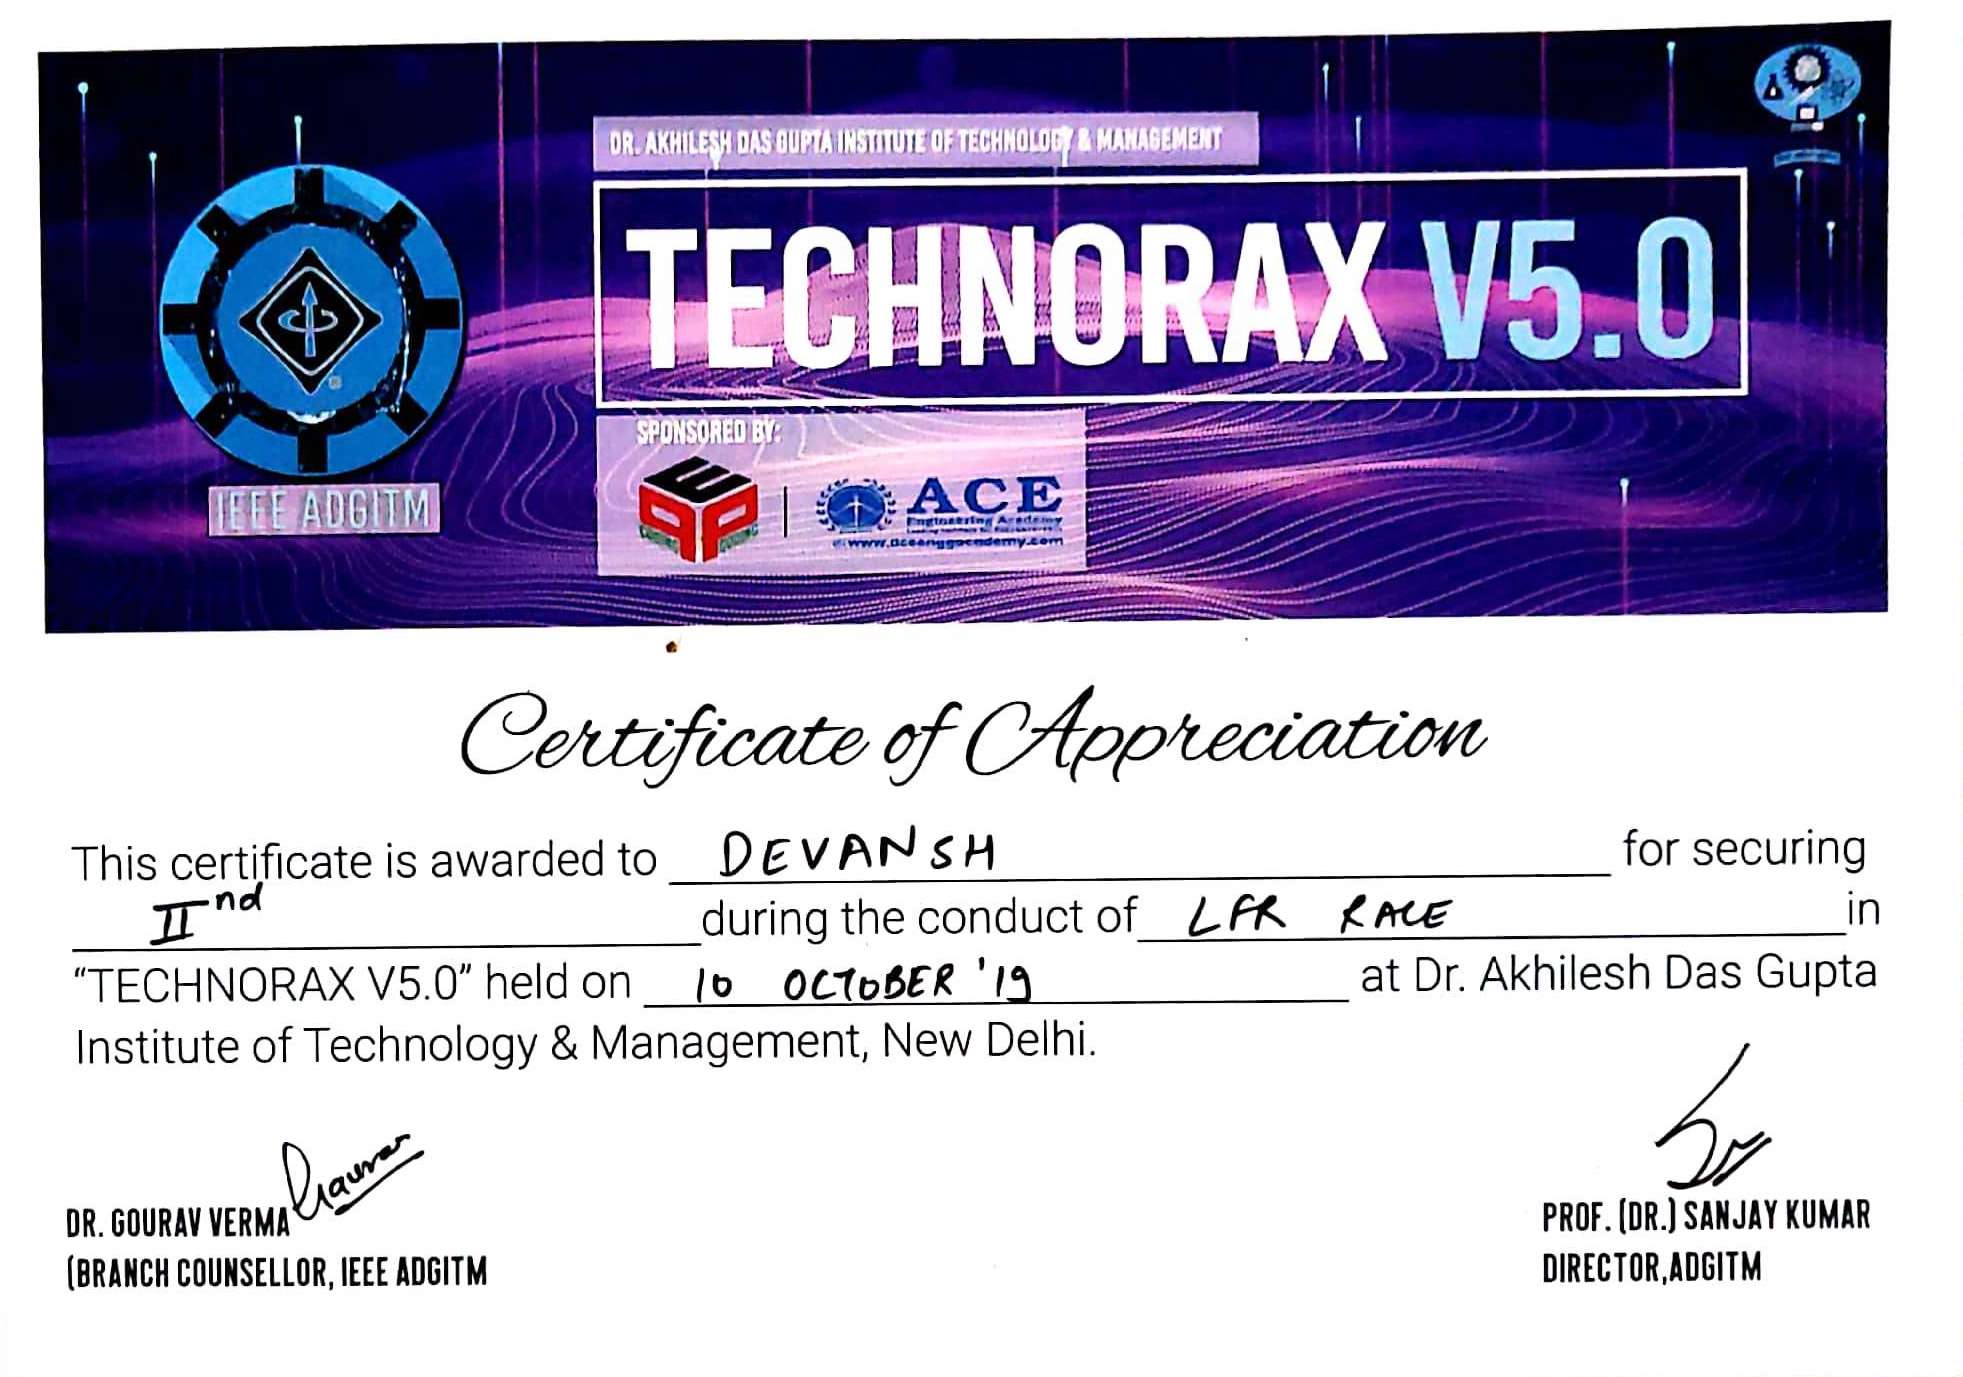 DR. AKHILESH DAS GUPTA INSTITUTE OF TECHNOLOGY & MANAGEMENT
TECHNORAX V5.0
IEEE ADGITM
SPONSORED BY:
ACE
Engineering Academy
www.aceenggacademy.com
Certificate of Appreciation
This certificate is awarded to DEVANSH for securing
IInd during the conduct of LFR RACE in
“TECHNORAX V5.0” held on 10 OCTOBER '19 at Dr. Akhilesh Das Gupta
Institute of Technology & Management, New Delhi.
Gaurav
DR. GOURAV VERMA
(BRANCH COUNSELLOR, IEEE ADGITM
PROF. (DR.) SANJAY KUMAR
DIRECTOR,ADGITM